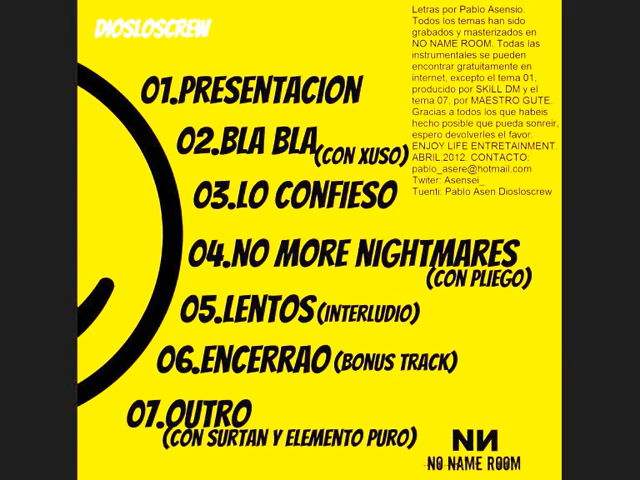 DIOSLOSCREW
Letras por Pablo Asensio.
Todos los temas han sido
grabados y masterizados en
NO NAME ROOM. Todas las
instrumentales se pueden
encontrar gratuitamente en
internet, excepto el tema 01,
producido por SKILL DM y el
tema 07, por MAESTRO GUTE.
Gracias a todos los que habeis
hecho posible que pueda sonreir,
espero devolverles el favor.
ENJOY LIFE ENTRETAINMENT.
ABRIL.2012. CONTACTO:
pablo_asere@hotmail.com
Twiter: Asensei_
Tuenti: Pablo Asen Diosloscrew
01.PRESENTACION
02.BLA BLA
(CON XUSO)
03.LO CONFIESO
04.NO MORE NIGHTMARES
(CON PLIEGO)
05.LENTOS (INTERLUDIO)
06.ENCERRAO (BONUS TRACK)
07.OUTRO
(CON SURTAN Y ELEMENTO PURO)
NN
NO NAME ROOM